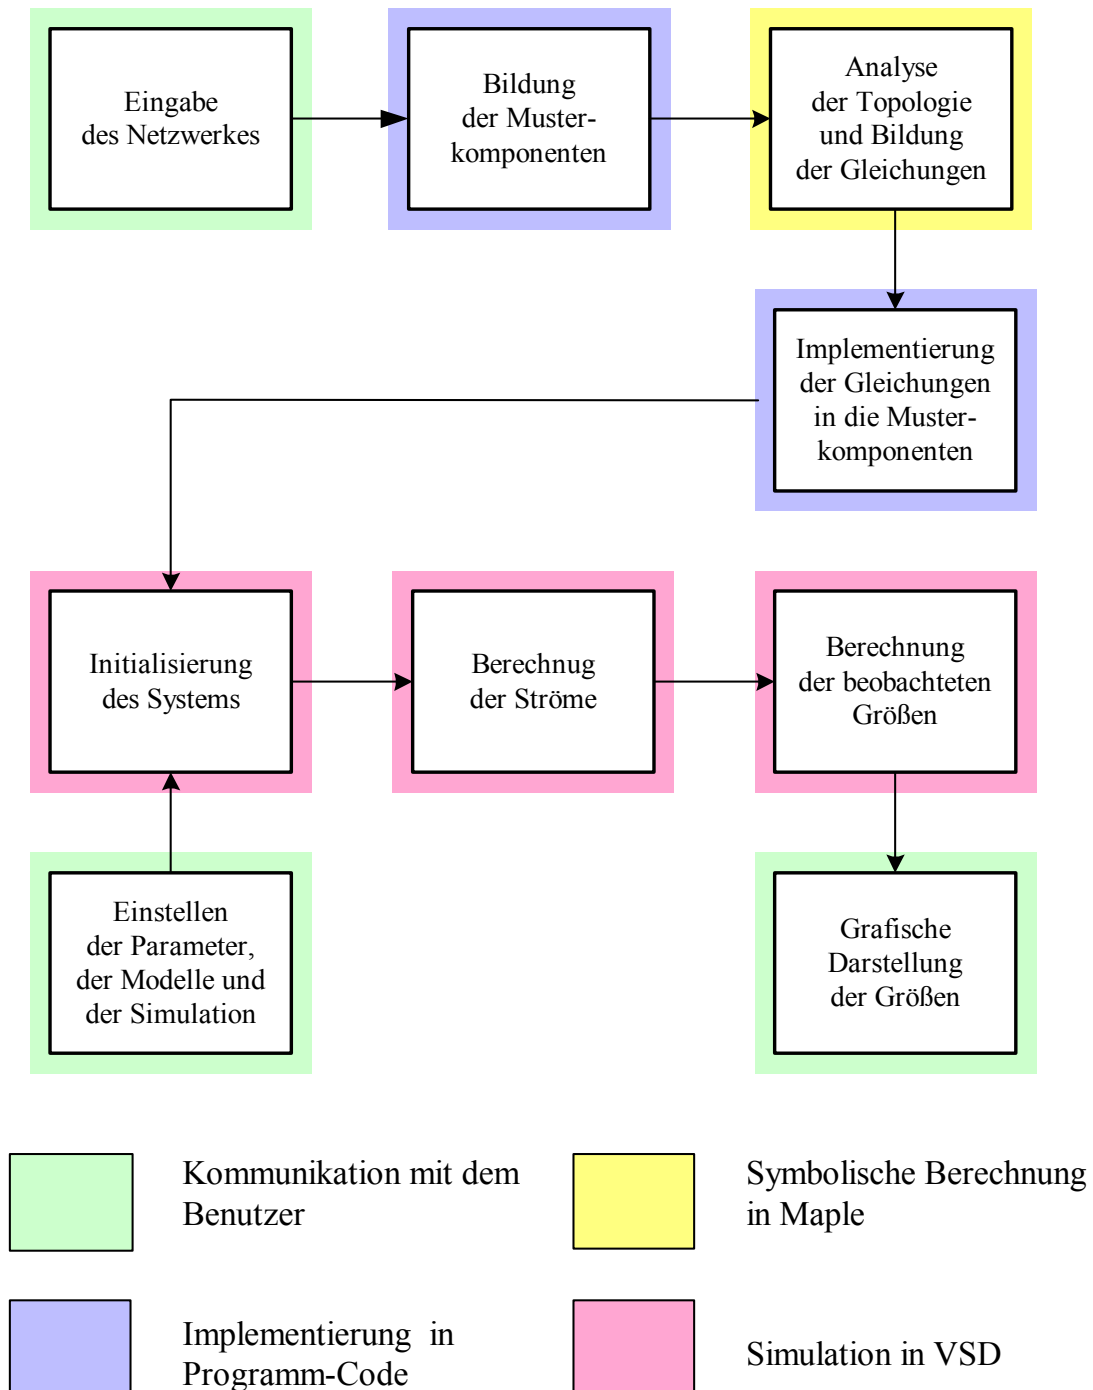 Eingabe
des Netzwerkes
Bildung
der Muster-
komponenten
Analyse
der Topologie
und Bildung
der Gleichungen
Implementierung
der Gleichungen
in die Muster-
komponenten
Initialisierung
des Systems
Berechnug
der Ströme
Berechnung
der beobachteten
Größen
Einstellen
der Parameter,
der Modelle und
der Simulation
Grafische
Darstellung
der Größen
Kommunikation mit dem
Benutzer
Symbolische Berechnung
in Maple
Implementierung in
Programm-Code
Simulation in VSD